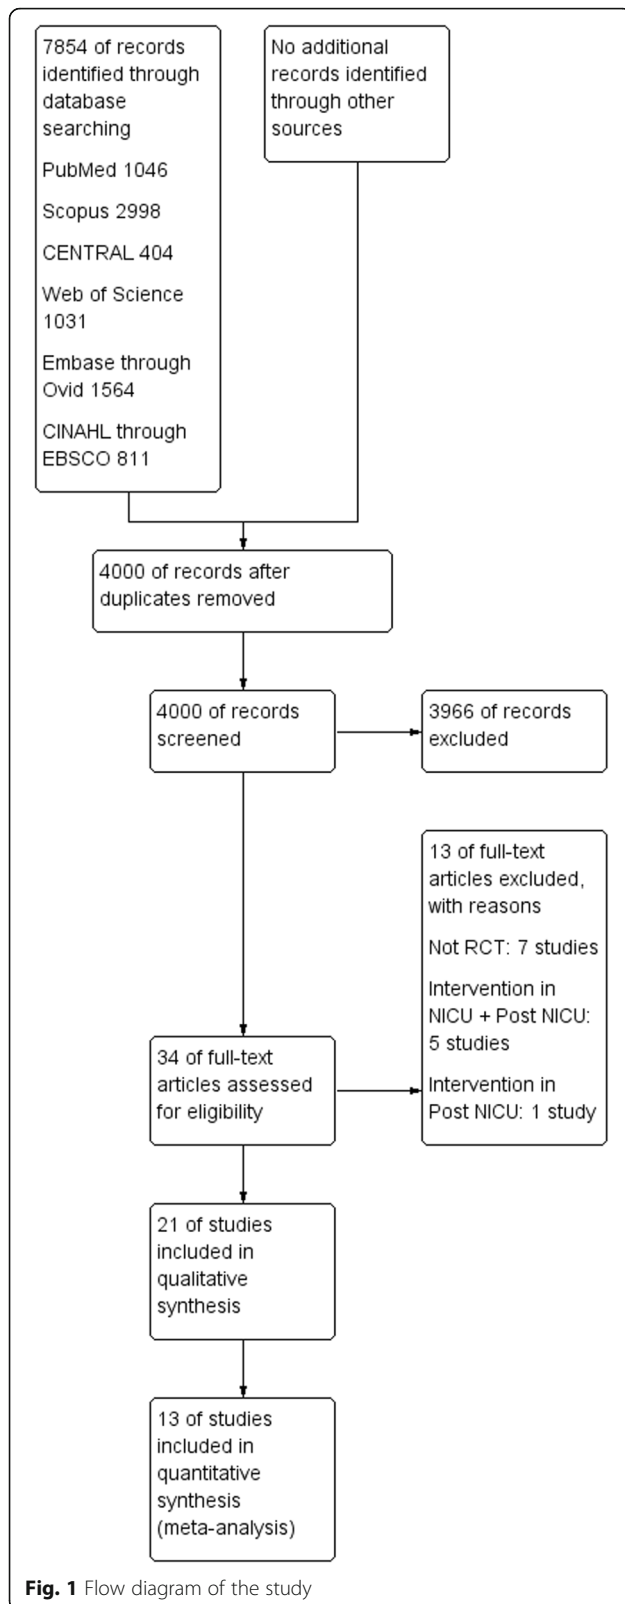 7854 of records
identified through
database
searching
PubMed 1046
Scopus 2998
CENTRAL 404
Web of Science
1031
Embase through
Ovid 1564
CINAHL through
EBSCO 811
No additional
records identified
through other
sources
4000 of records after
duplicates removed
4000 of records
screened
3966 of records
excluded
13 of full-text
articles excluded,
with reasons
Not RCT: 7 studies
Intervention in
NICU + Post NICU:
5 studies
Intervention in
Post NICU: 1 study
34 of full-text
articles assessed
for eligibility
21 of studies
included in
qualitative
synthesis
13 of studies
included in
quantitative
synthesis
(meta-analysis)
Fig. 1 Flow diagram of the study